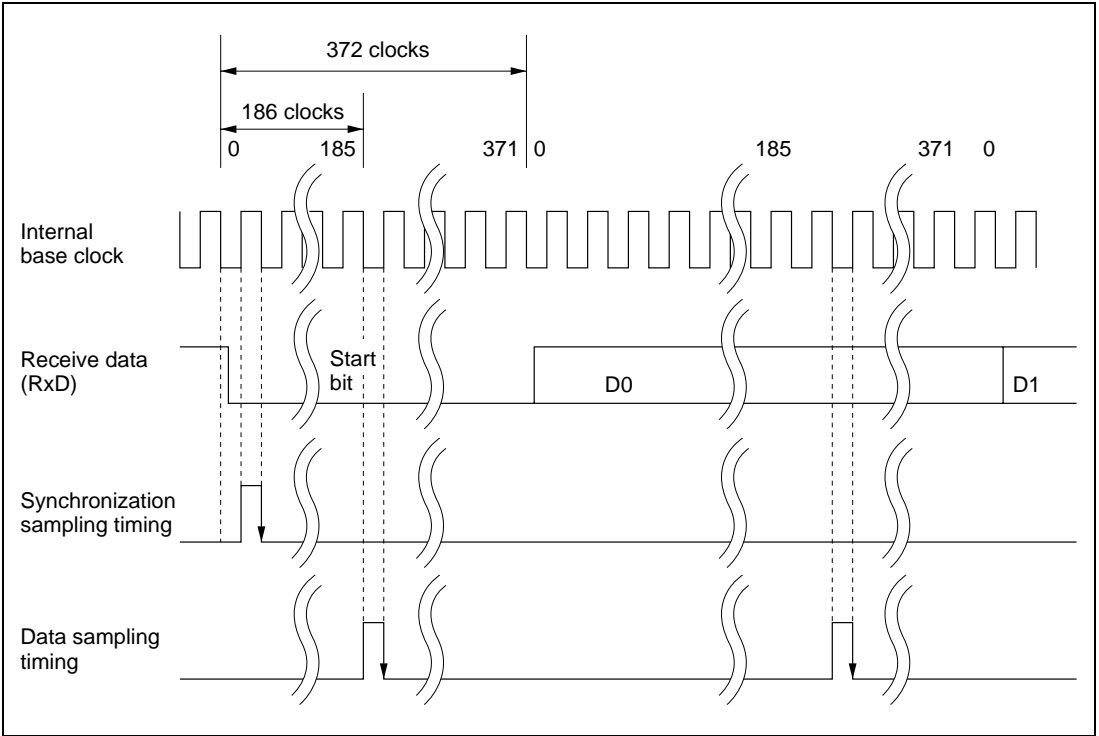 372 clocks
186 clocks
0 185 371 0 185 371 0
Internal
base clock
Receive data
(RxD)
Start
bit
D0
D1
Synchronization
sampling timing
Data sampling
timing